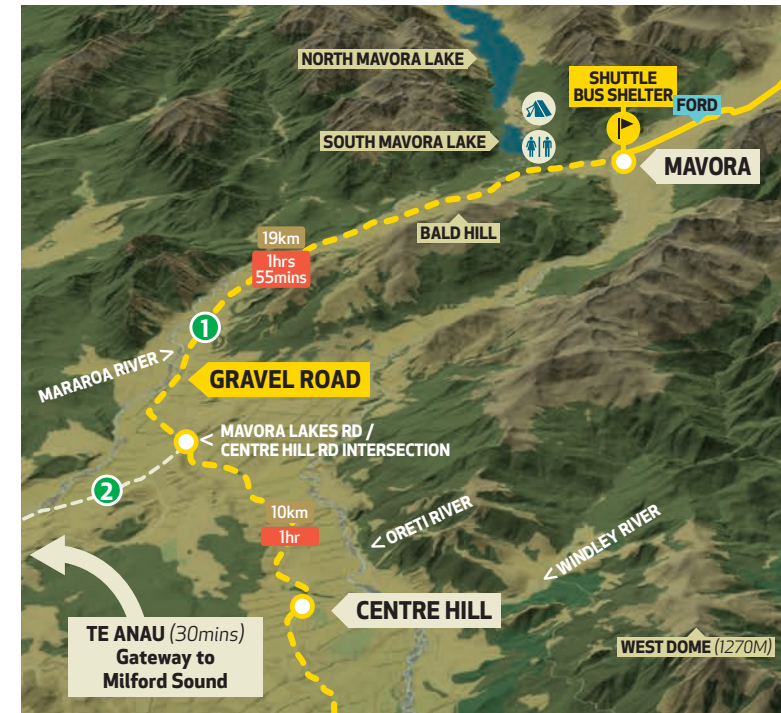 NORTH MAVORA LAKE
SHUTTLE
BUS SHELTER
FORD
SOUTH MAVORA LAKE
MAVORA
BALD HILL
19km
1hrs
55mins
1
MARAROA RIVER >
GRAVEL ROAD
< MAVORA LAKES RD /
CENTRE HILL RD INTERSECTION
2
10km
1hr
< ORETI RIVER
< WINDLEY RIVER
CENTRE HILL
TE ANAU (30mins)
Gateway to
Milford Sound
WEST DOME (1270M)